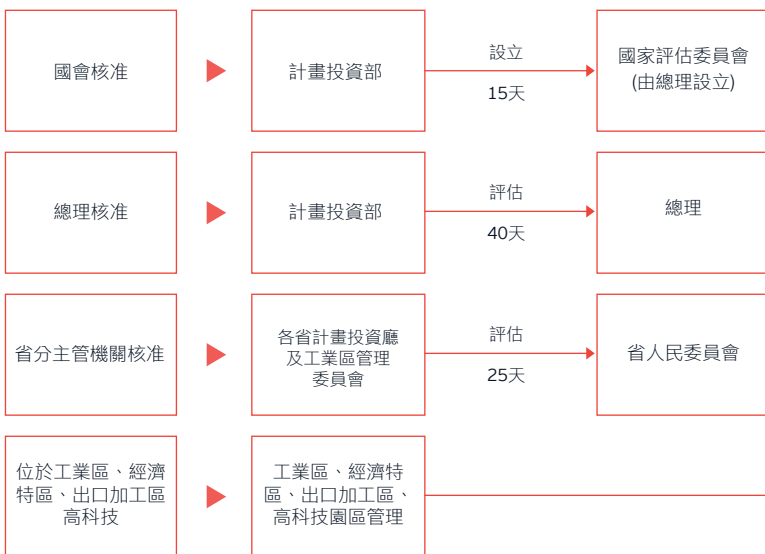 國會核准
計畫投資部
設立
15天
國家評估委員會
(由總理設立)
總理核准
計畫投資部
評估
40天
總理
省分主管機關核准
各省計畫投資廳
及工業區管理
委員會
評估
25天
省人民委員會
位於工業區、經濟
特區、出口加工區
高科技
工業區、經濟特
區、出口加工區、
高科技園區管理